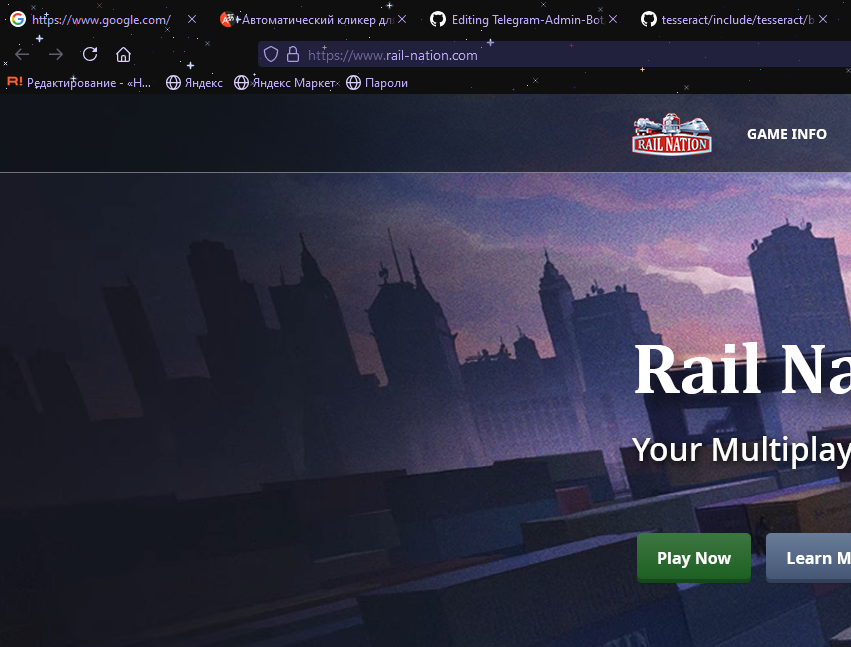 https://www.google.com/
Автоматический кликер для
Editing Telegram-Admin-Bot
tesseract/include/tesseract/b
https://www.rail-nation.com
R! Редактирование - «Н...
Яндекс
Яндекс Маркет
Пароли
RAIL NATION
GAME INFO
Rail Na
Your Multiplay
Play Now
Learn M